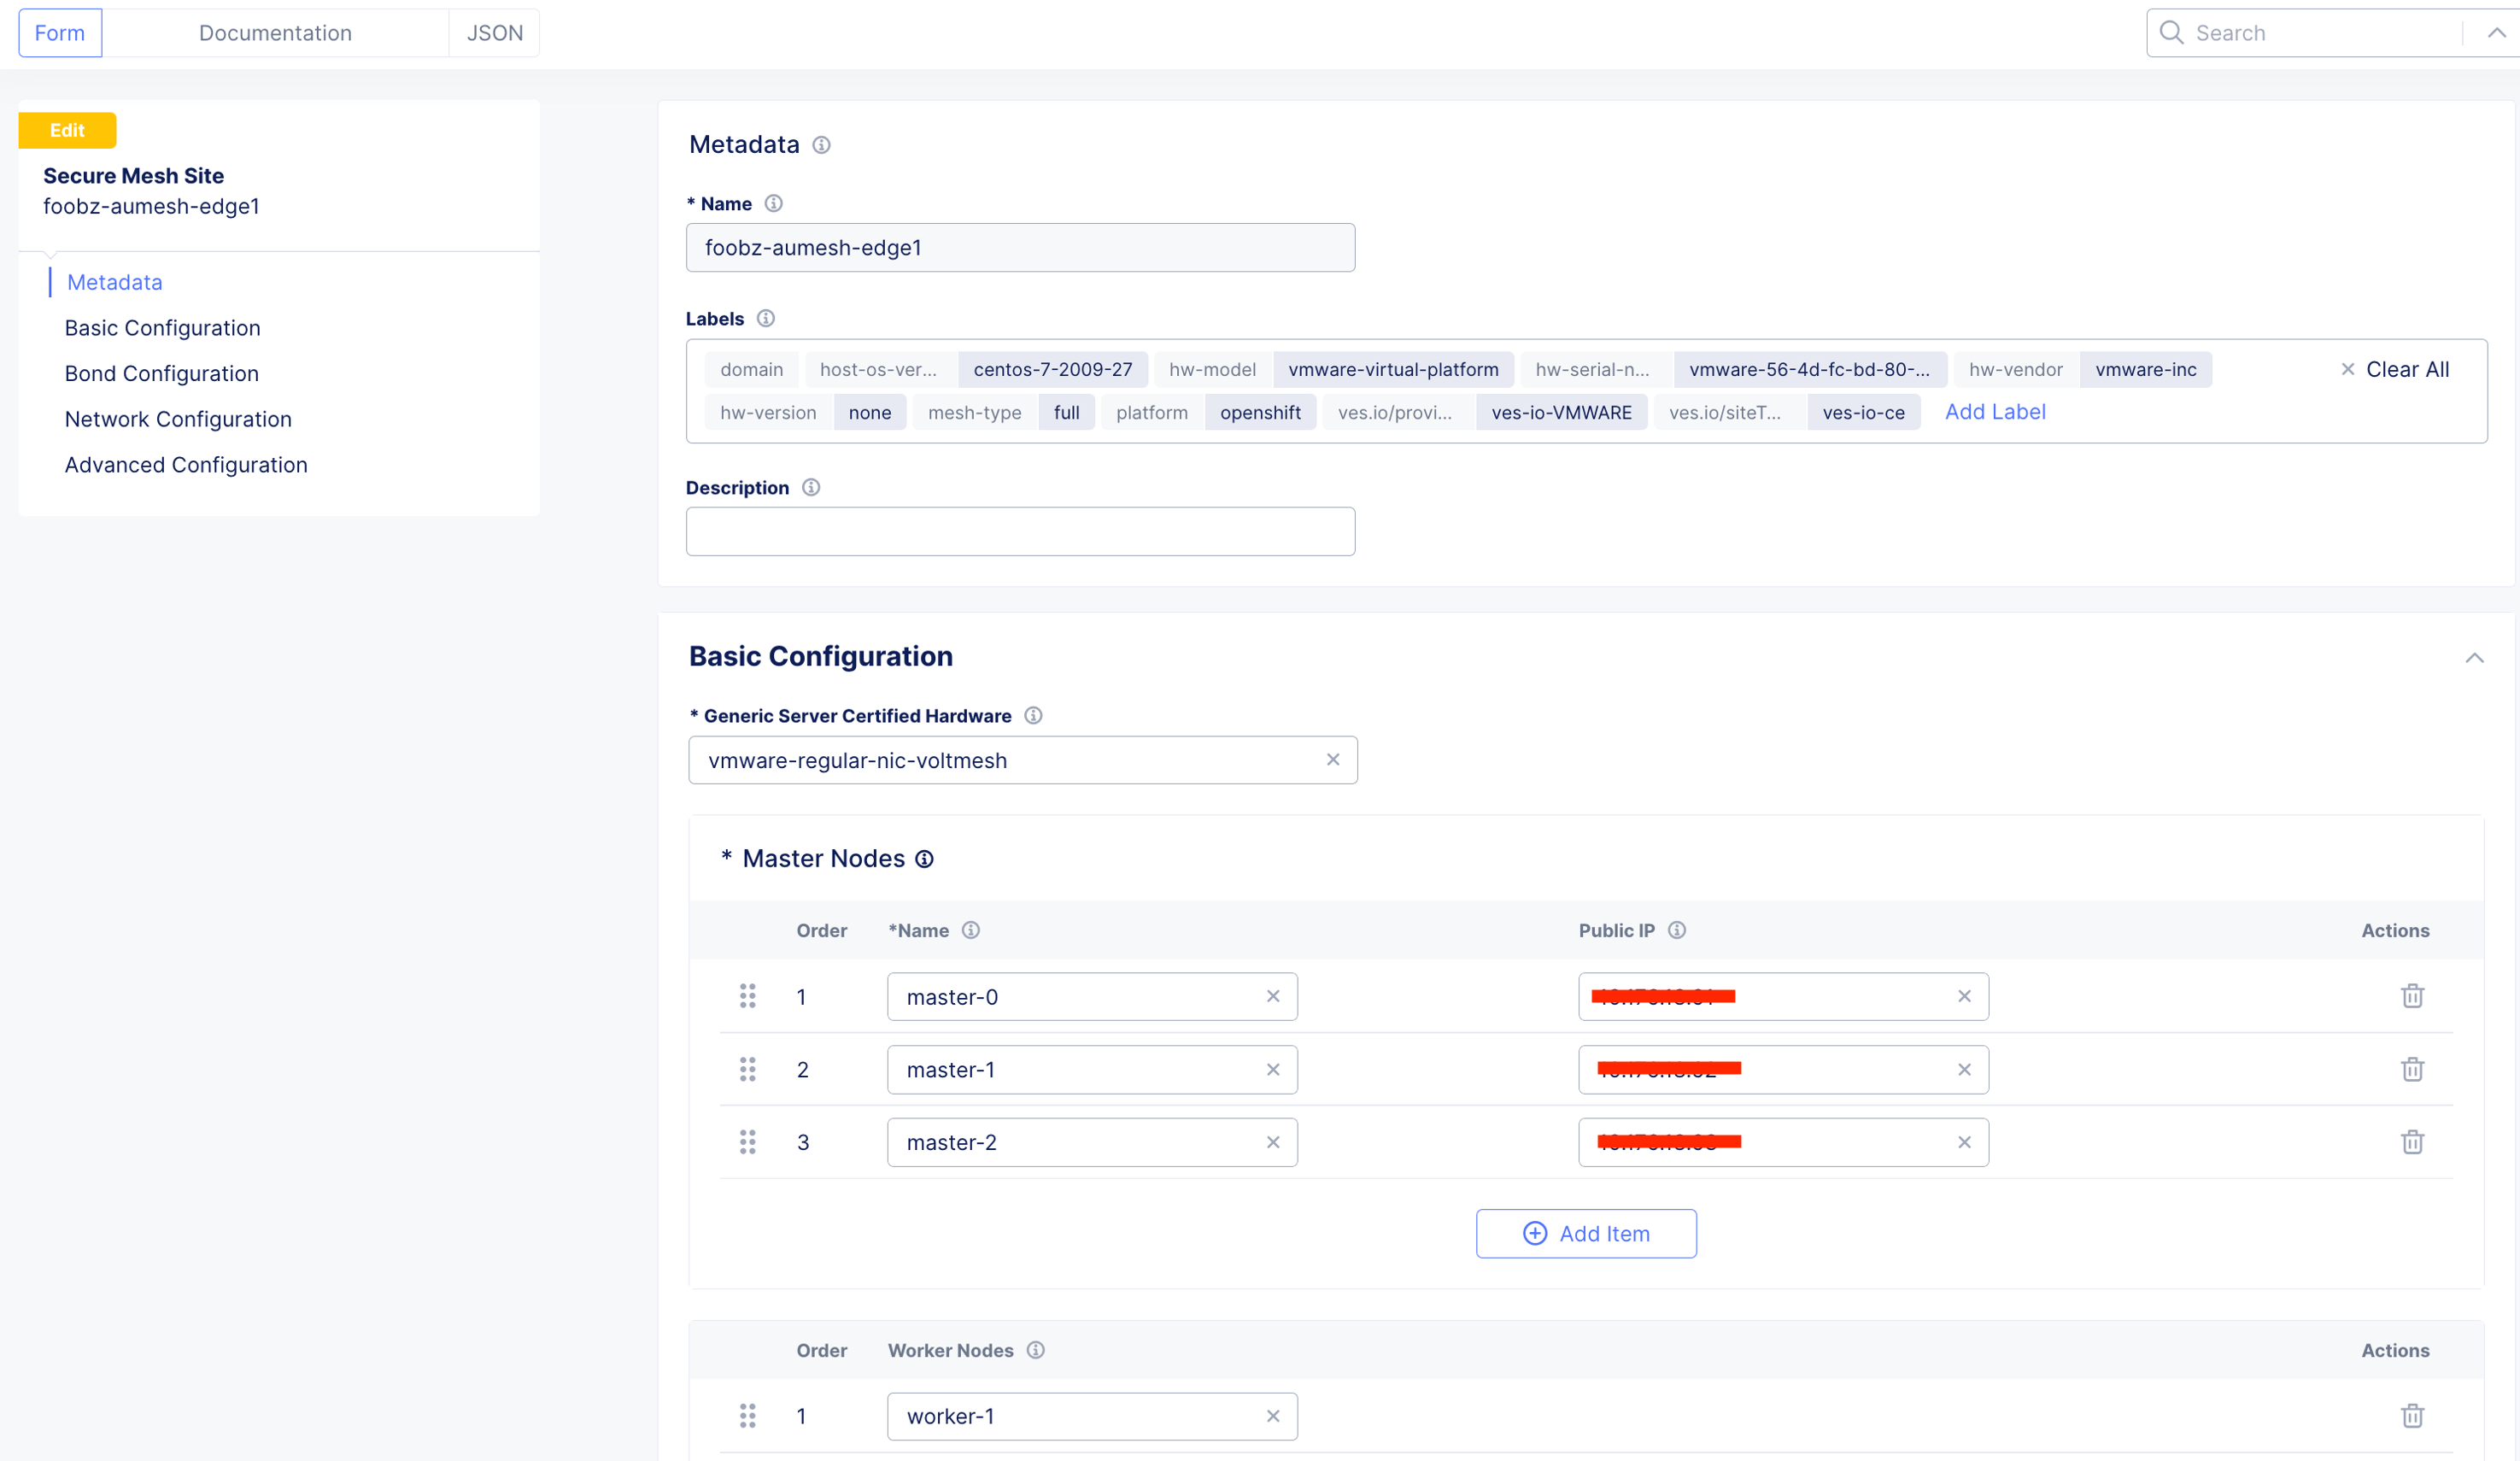 Form Documentation JSON Search
Edit
Secure Mesh Site
foobz-aumesh-edge1
Metadata
Basic Configuration
Bond Configuration
Network Configuration
Advanced Configuration
Metadata
* Name
foobz-aumesh-edge1
Labels
domain host-os-ver... centos-7-2009-27 hw-model vmware-virtual-platform hw-serial-n... vmware-56-4d-fc-bd-80-... hw-vendor vmware-inc Clear All
hw-version none mesh-type full platform openshift ves.io/provi... ves-io-VMWARE ves.io/siteT... ves-io-ce Add Label
Description
Basic Configuration
* Generic Server Certified Hardware
vmware-regular-nic-voltmesh
* Master Nodes
Order *Name Public IP Actions
1 master-0
2 master-1
3 master-2
Add Item
Order Worker Nodes Actions
1 worker-1